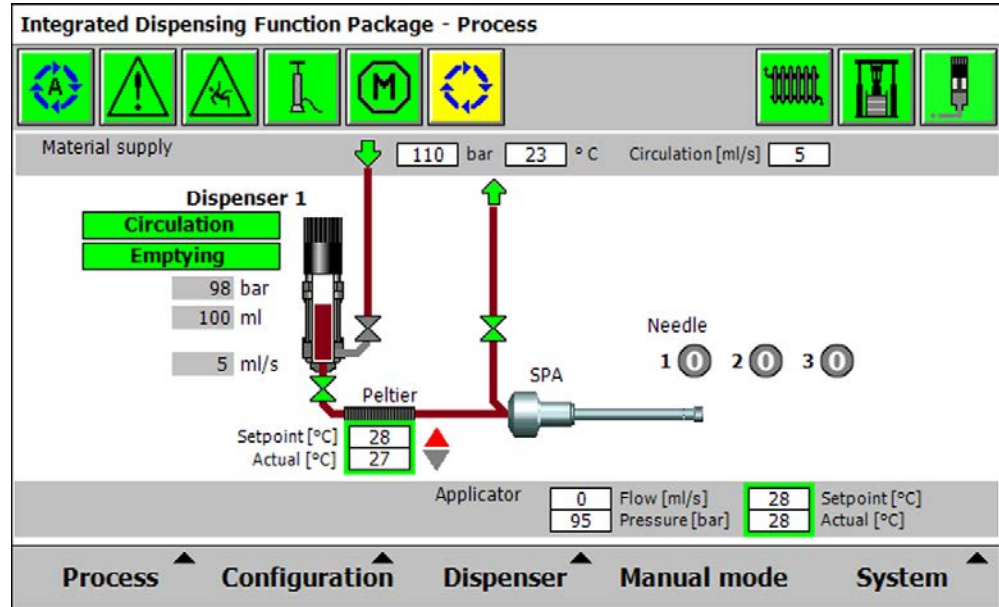 Integrated Dispensing Function Package - Process
A
M
Material supply 110 bar 23 °C Circulation [ml/s] 5
Dispenser 1
Circulation
Emptying
98 bar
100 ml
5 ml/s
Needle
1 0 2 0 3 0
SPA
Peltier
Setpoint [°C] 28
Actual [°C] 27
Applicator 0 Flow [ml/s] 28 Setpoint [°C]
95 Pressure [bar] 28 Actual [°C]
Process Configuration Dispenser Manual mode System